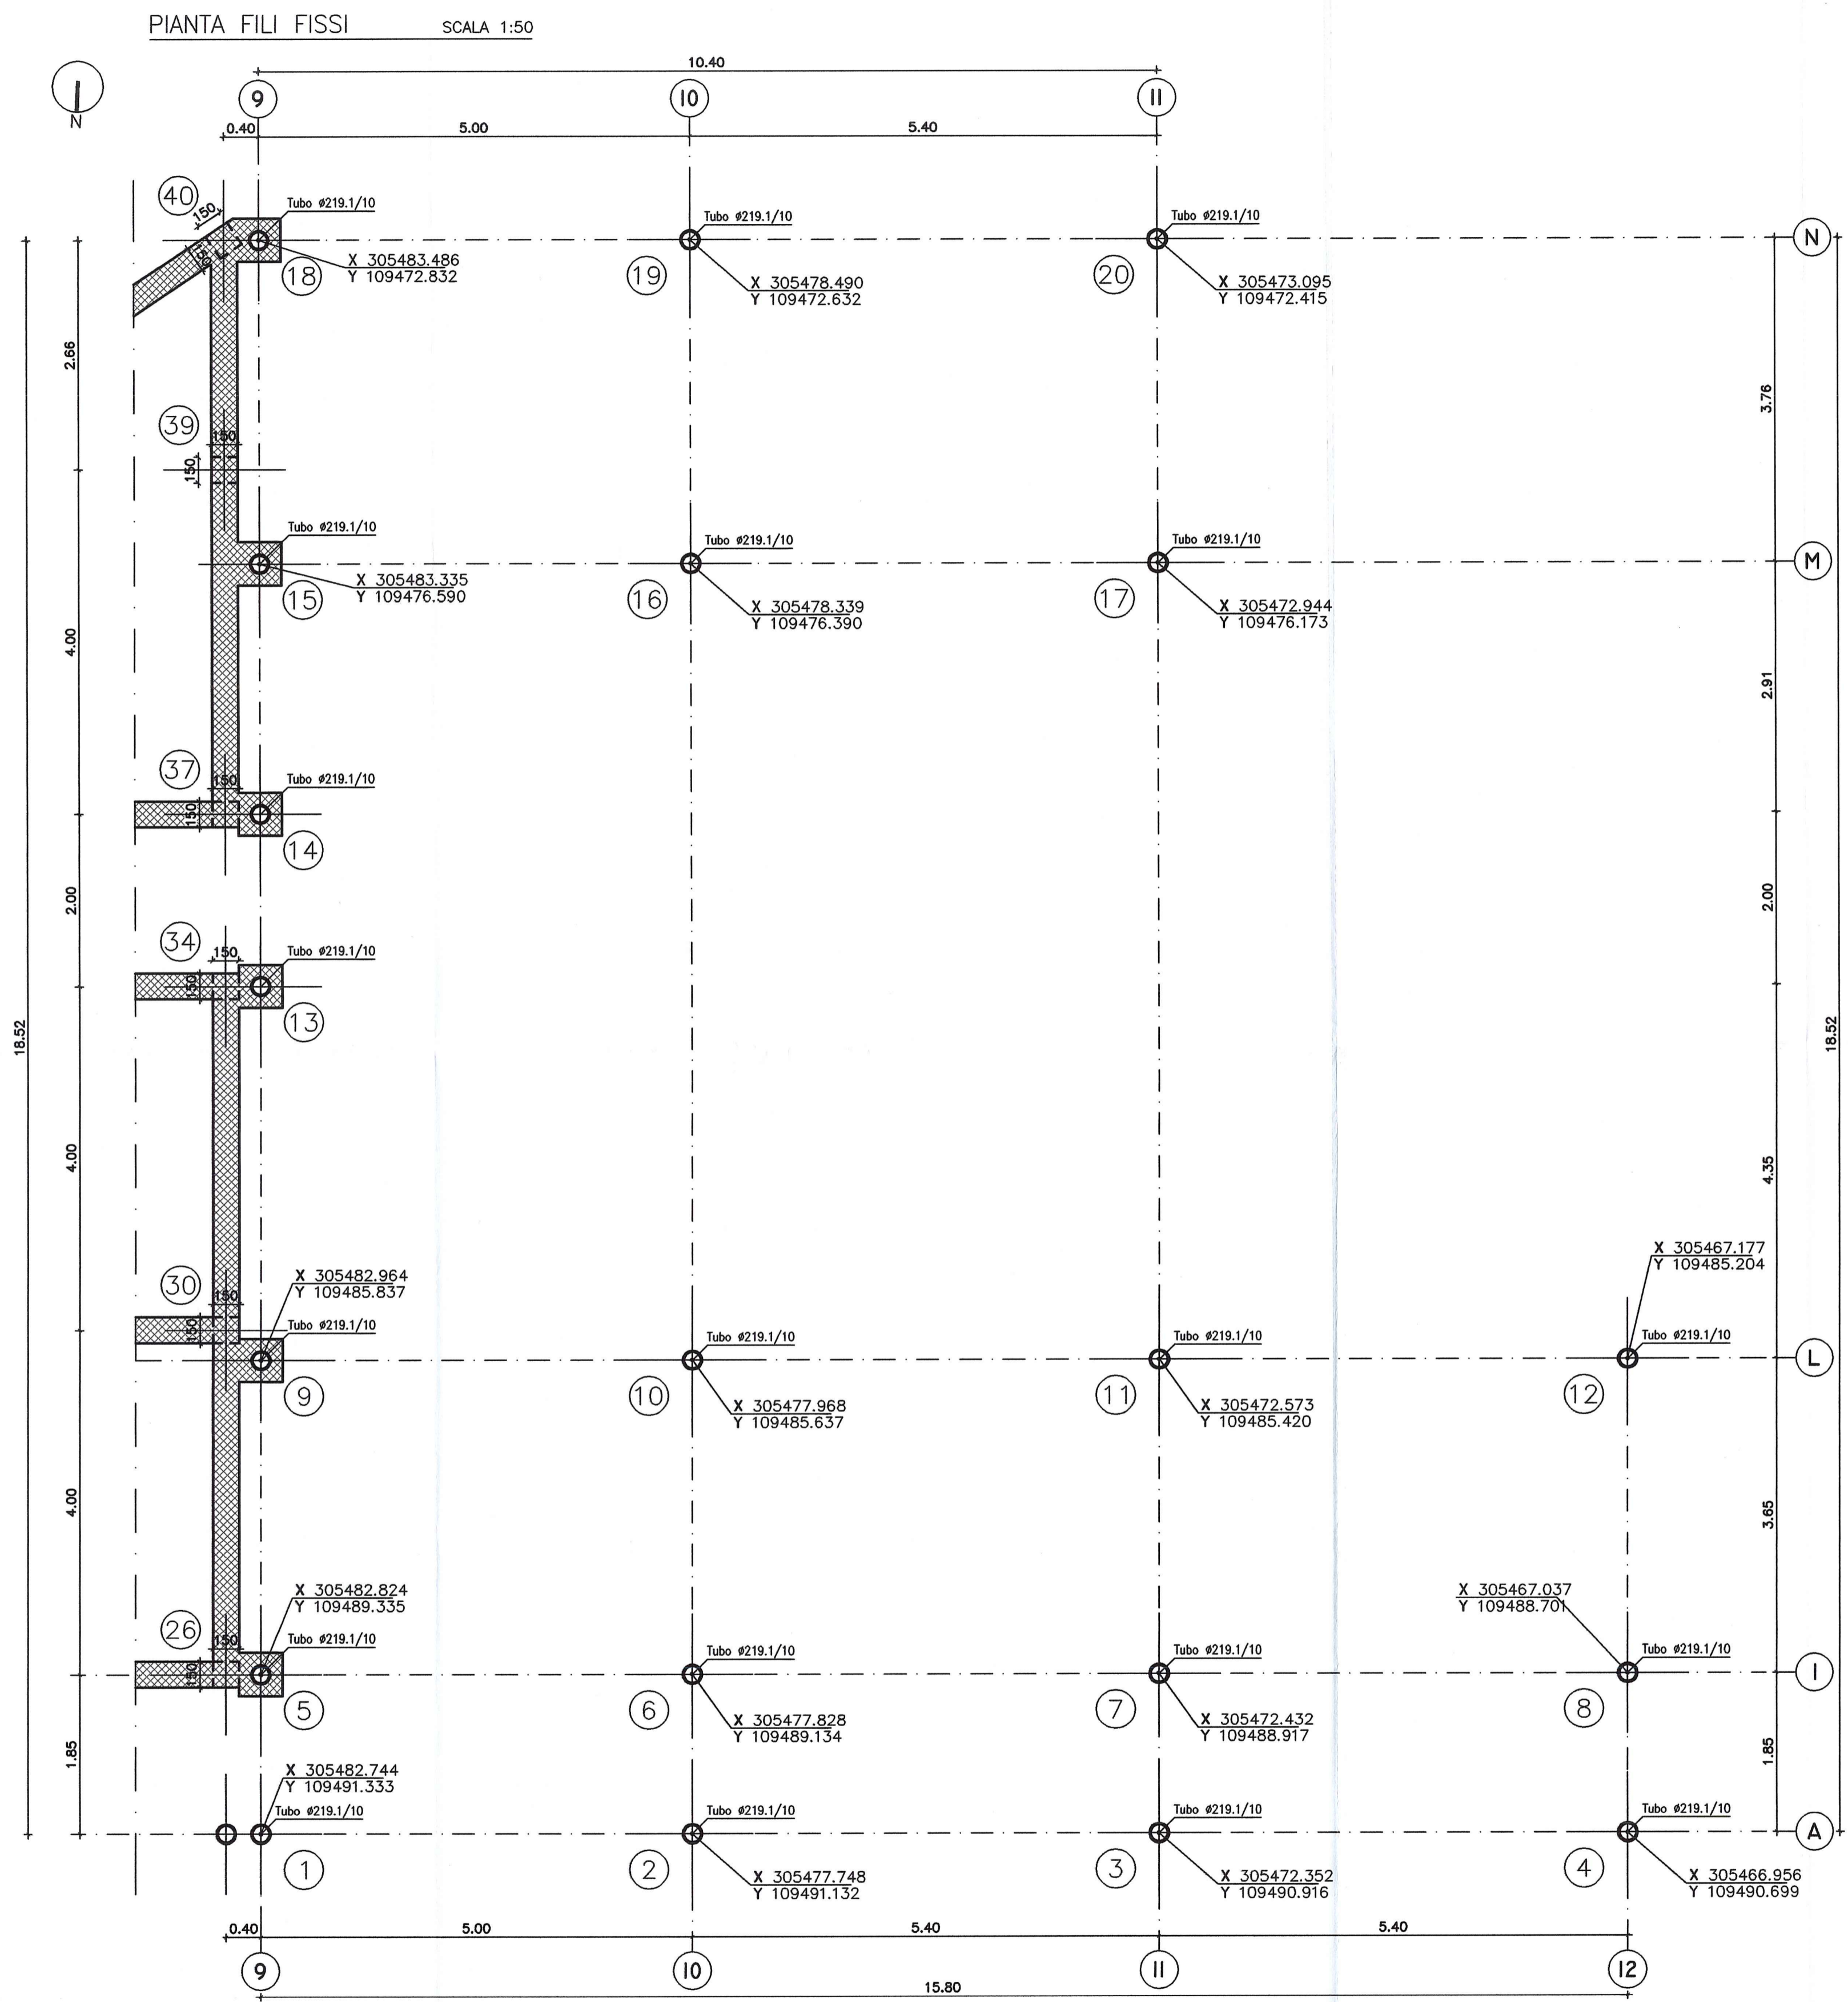 PIANTA FILI FISSI SCALA 1:50
N
10.40
9 10 11
0.40 5.00 5.40
40
150
150
Tubo ø219.1/10
X 305483.486
Y 109472.832
18
Tubo ø219.1/10
X 305478.490
Y 109472.632
19
Tubo ø219.1/10
X 305473.095
Y 109472.415
20
N
2.66
3.76
39
150
150
Tubo ø219.1/10
X 305483.335
Y 109476.590
15
Tubo ø219.1/10
X 305478.339
Y 109476.390
16
Tubo ø219.1/10
X 305472.944
Y 109476.173
17
M
4.00
2.91
37
150
150
Tubo ø219.1/10
14
2.00
2.00
34
150
150
Tubo ø219.1/10
13
18.52
18.52
4.00
4.35
30
150
150
X 305482.964
Y 109485.837
Tubo ø219.1/10
9
Tubo ø219.1/10
X 305477.968
Y 109485.637
10
Tubo ø219.1/10
X 305472.573
Y 109485.420
11
X 305467.177
Y 109485.204
Tubo ø219.1/10
12
L
4.00
3.65
26
150
150
X 305482.824
Y 109489.335
Tubo ø219.1/10
5
Tubo ø219.1/10
X 305477.828
Y 109489.134
6
Tubo ø219.1/10
X 305472.432
Y 109488.917
7
X 305467.037
Y 109488.701
Tubo ø219.1/10
8
I
1.85
1.85
X 305482.744
Y 109491.333
Tubo ø219.1/10
1
Tubo ø219.1/10
X 305477.748
Y 109491.132
2
Tubo ø219.1/10
X 305472.352
Y 109490.916
3
Tubo ø219.1/10
X 305466.956
Y 109490.699
4
A
0.40 5.00 5.40 5.40
9 10 11 12
15.80